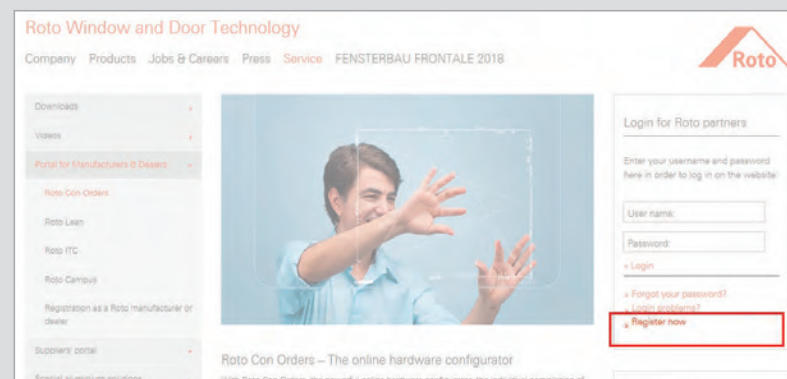 Roto Window and Door Technology
Company Products Jobs & Careers Press Service FENSTERBAU FRONTALE 2018
Roto
Downloads
Videos
Portal for Manufacturers & Dealers
Roto Con Orders
Roto Lean
Roto ITC
Roto Campus
Registration as a Roto manufacturer or
dealer
Suppliers' portal
Special aluminium solutions
Roto Con Orders – The online hardware configurator
Login for Roto partners
Enter your username and password
here in order to log in on the website:
User name:
Password:
» Login
» Forgot your password?
» Login problems?
» Register now